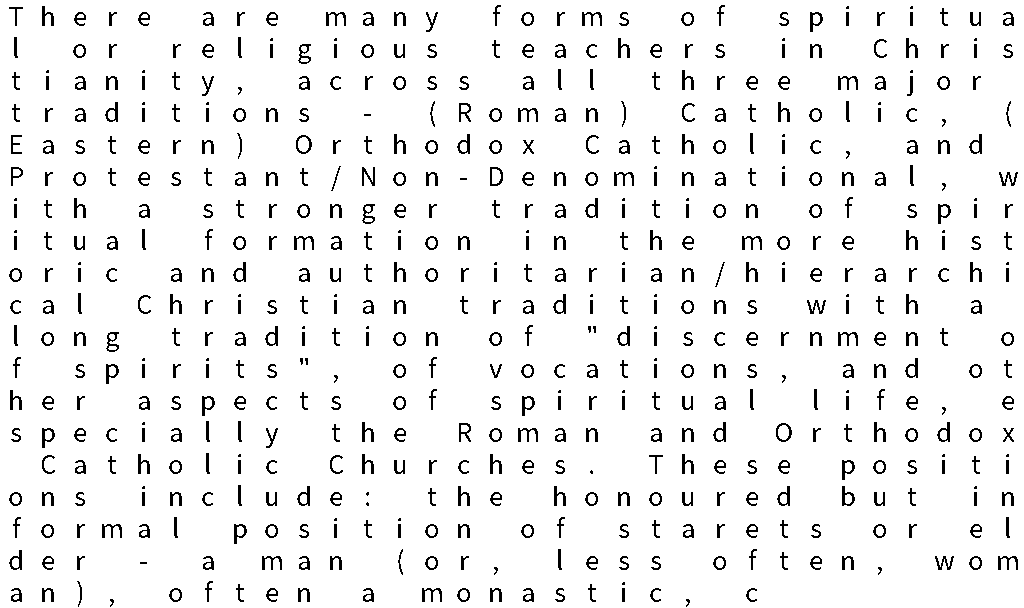 There are many forms of spiritua
l or religious teachers in Chris
tianity, across all three major
traditions - (Roman) Catholic, (
Eastern) Orthodox Catholic, and
Protestant/Non-Denominational, w
ith a stronger tradition of spir
itual formation in the more hist
oric and authoritarian/hierarchi
cal Christian traditions with a
long tradition of "discernment o
f spirits", of vocations, and ot
her aspects of spiritual life, e
specially the Roman and Orthodox
 Catholic Churches. These positi
ons include: the honoured but in
formal position of starets or el
der - a man (or, less often, wom
an), often a monastic, c